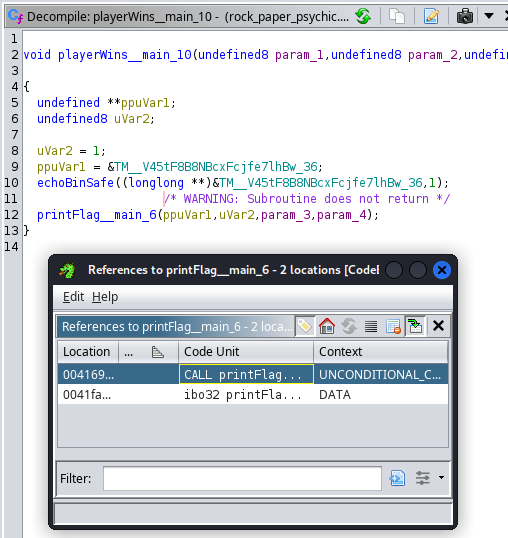 Decompile: playerWins__main_10 - (rock_paper_psychic....
1
2 void playerWins__main_10(undefined8 param_1,undefined8 param_2,undefi
3
4 {
5 undefined **ppuVar1;
6 undefined8 uVar2;
7
8 uVar2 = 1;
9 ppuVar1 = &TM__V45tF8B8NBcxFcjfe7lhBw_36;
10 echoBinSafe((longlong **)&TM__V45tF8B8NBcxFcjfe7lhBw_36,1);
11 /* WARNING: Subroutine does not return */
12 printFlag__main_6(ppuVar1,uVar2,param_3,param_4);
13 }
14
References to printFlag__main_6 - 2 locations [CodeB
Edit Help
References to printFlag__main_6 - 2 loca...
Location ... Code Unit Context
004169... CALL printFlag... UNCONDITIONAL_C...
0041fa... ibo32 printFla... DATA
Filter: